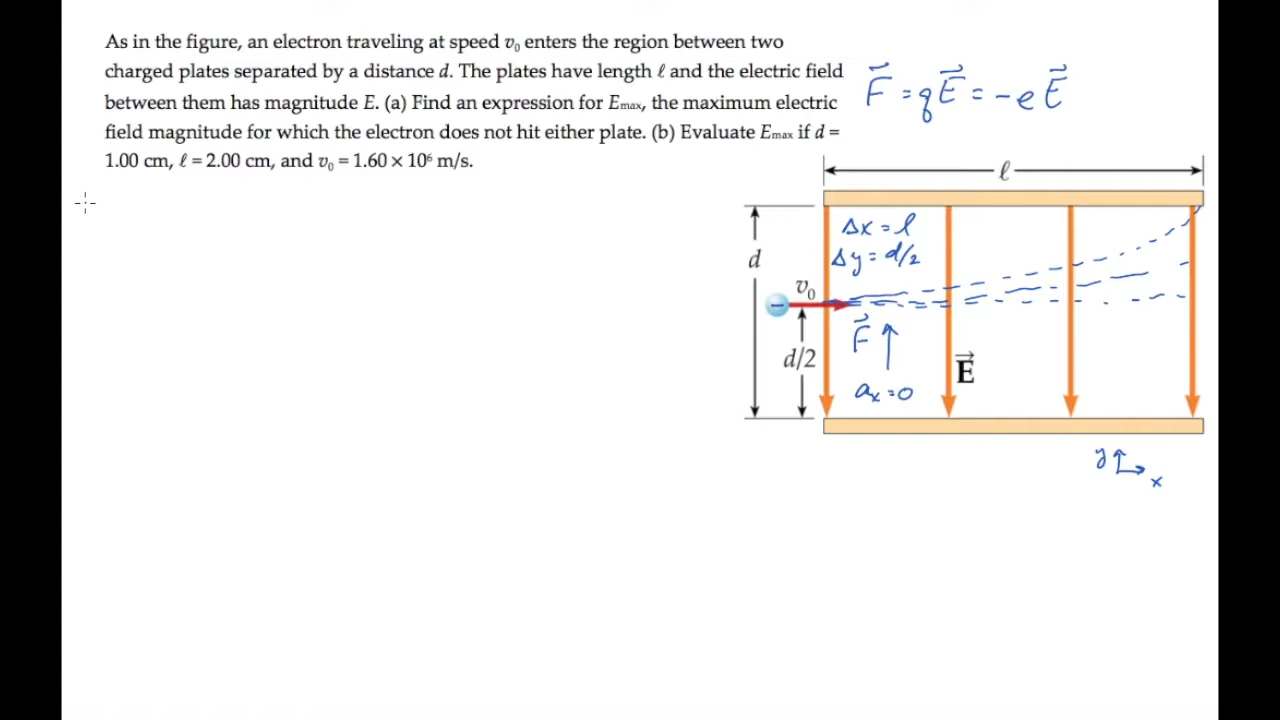 As in the figure, an electron traveling at speed v₀ enters the region between two
charged plates separated by a distance d. The plates have length ℓ and the electric field
between them has magnitude E. (a) Find an expression for Emax, the maximum electric
field magnitude for which the electron does not hit either plate. (b) Evaluate Emax if d =
1.00 cm, ℓ = 2.00 cm, and v₀ = 1.60 × 10⁶ m/s.
F⃗ = qE⃗ = -eE⃗
ℓ
Δx = l
Δy = d/2
d
v₀
−
d/2
F⃗
E⃗
aₓ = 0
y
x